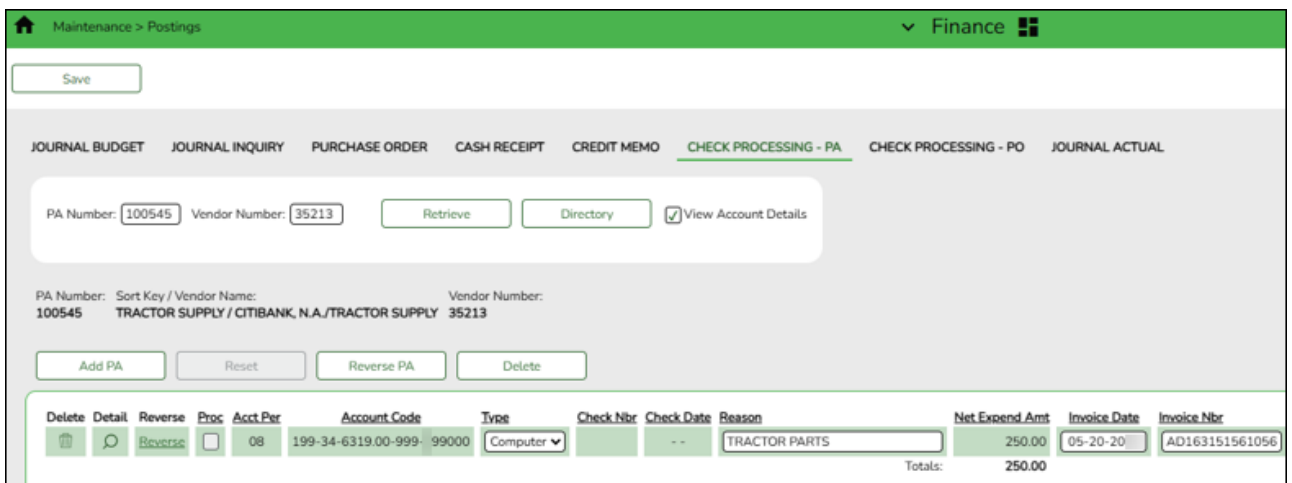 Maintenance > Postings Finance
Save
JOURNAL BUDGET JOURNAL INQUIRY PURCHASE ORDER CASH RECEIPT CREDIT MEMO CHECK PROCESSING - PA CHECK PROCESSING - PO JOURNAL ACTUAL
PA Number: 100545 Vendor Number: 35213 Retrieve Directory View Account Details
PA Number: Sort Key / Vendor Name: Vendor Number:
100545 TRACTOR SUPPLY / CITIBANK, N.A./TRACTOR SUPPLY 35213
Add PA Reset Reverse PA Delete
Delete Detail Reverse Proc Acct Per Account Code Type Check Nbr Check Date Reason Net Expend Amt Invoice Date Invoice Nbr
Reverse 08 199-34-6319.00-999- 99000 Computer - - TRACTOR PARTS 250.00 05-20-20 AD163151561056
Totals: 250.00